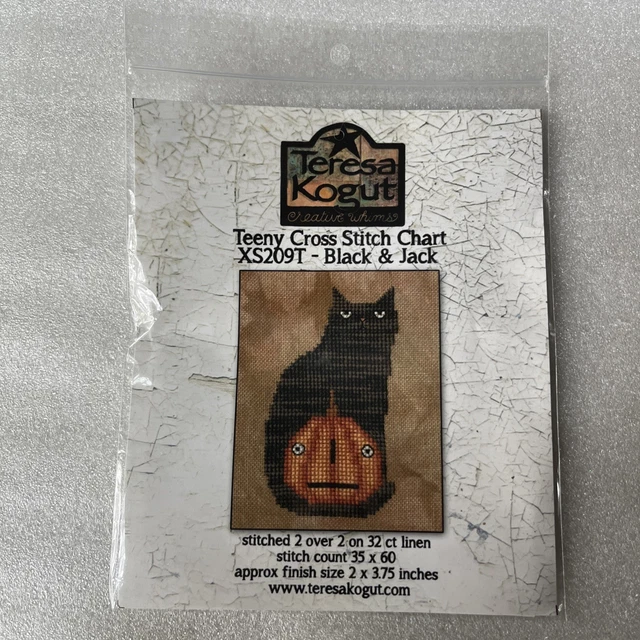 Teresa
Kogut
creative whims
Teeny Cross Stitch Chart
XS209T - Black & Jack
stitched 2 over 2 on 32 ct linen
stitch count 35 x 60
approx finish size 2 x 3.75 inches
www.teresakogut.com